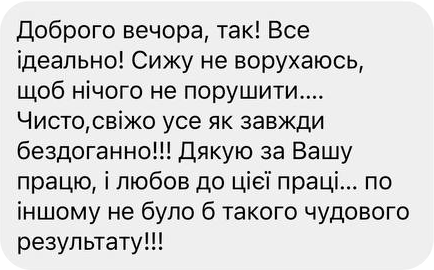 Доброго вечора, так! Все
ідеально! Сижу не ворухаюсь,
щоб нічого не порушити....
Чисто,свіжо усе як завжди
бездоганно!!! Дякую за Вашу
працю, і любов до цієї праці... по
іншому не було б такого чудового
результату!!!